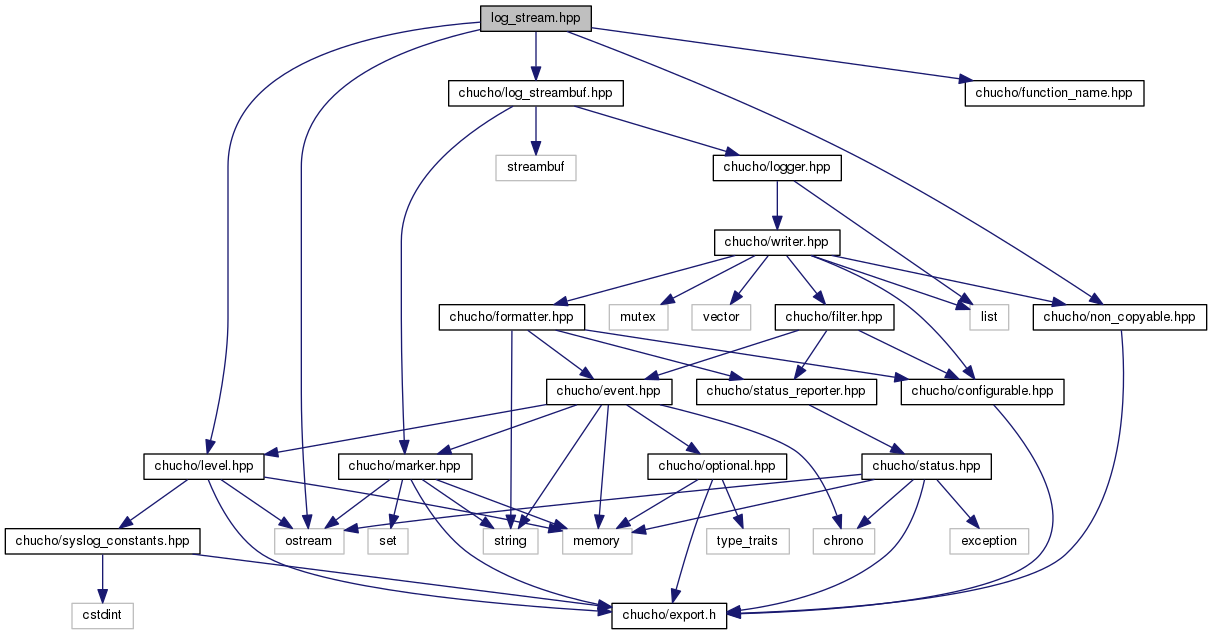 log_stream.hpp
chucho/log_streambuf.hpp
chucho/function_name.hpp
streambuf
chucho/logger.hpp
chucho/writer.hpp
chucho/formatter.hpp
mutex
vector
chucho/filter.hpp
list
chucho/non_copyable.hpp
chucho/event.hpp
chucho/status_reporter.hpp
chucho/configurable.hpp
chucho/level.hpp
chucho/marker.hpp
chucho/optional.hpp
chucho/status.hpp
chucho/syslog_constants.hpp
ostream
set
string
memory
type_traits
chrono
exception
cstdint
chucho/export.h